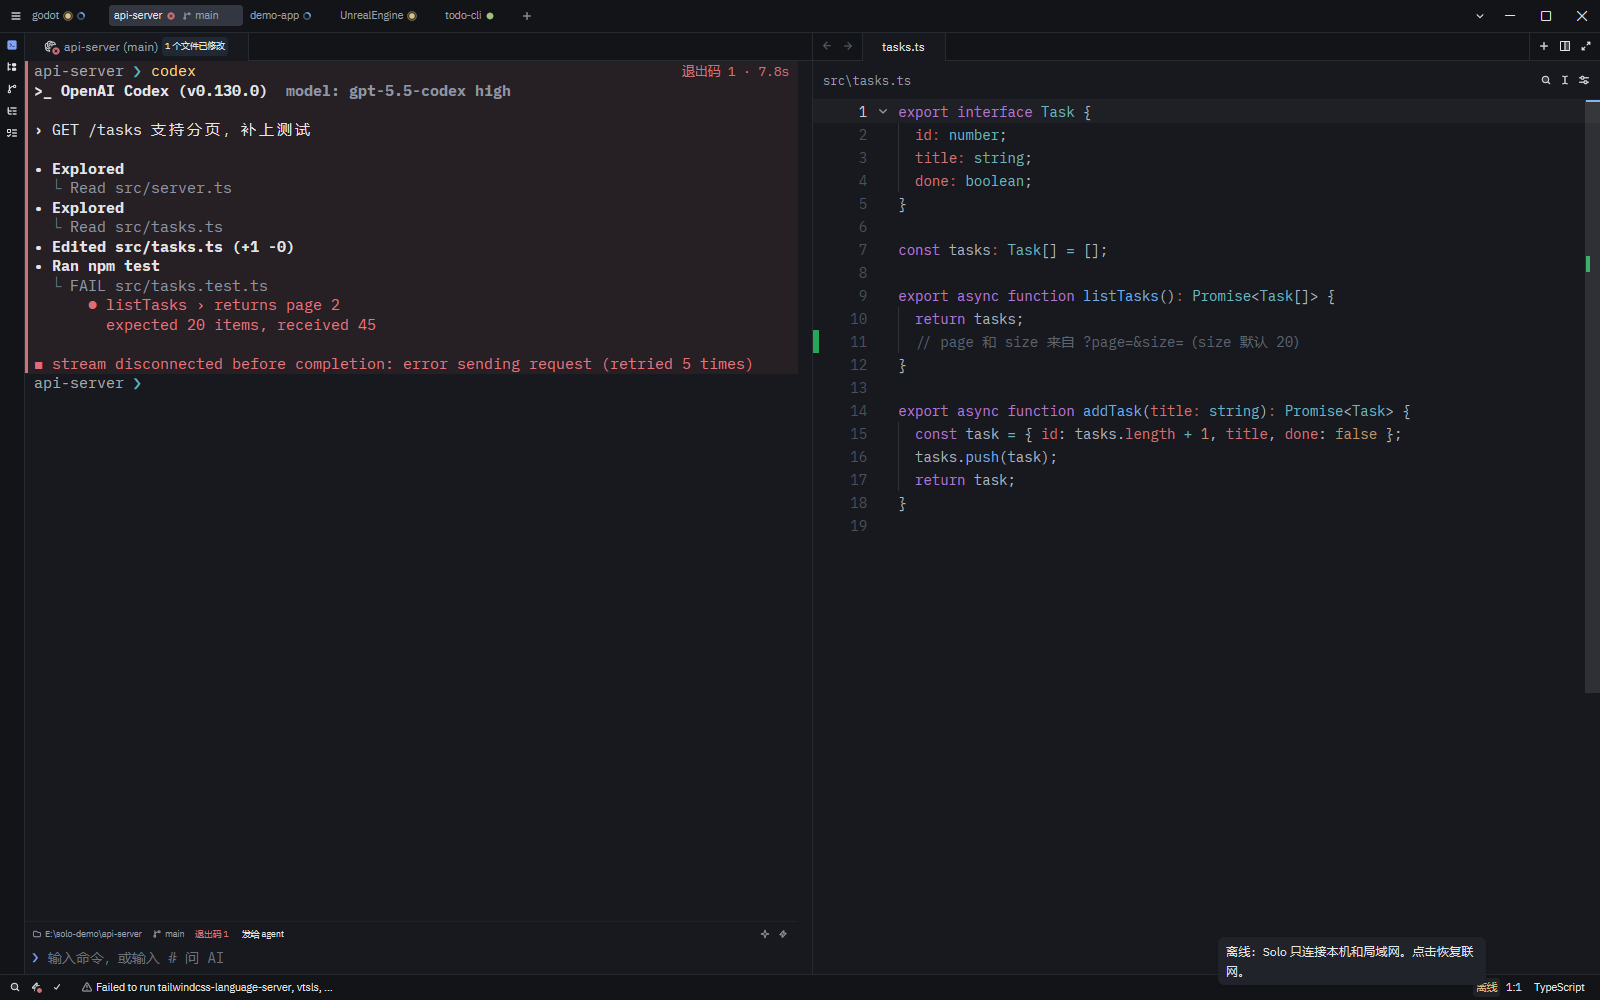 godot
api-server main
demo-app
UnrealEngine
todo-cli
api-server (main) 1 个文件已修改
tasks.ts
api-server ❯ codex
退出码 1 · 7.8s
>_ OpenAI Codex (v0.130.0) model: gpt-5.5-codex high
› GET /tasks 支持分页，补上测试
• Explored
└ Read src/server.ts
• Explored
└ Read src/tasks.ts
• Edited src/tasks.ts (+1 -0)
• Ran npm test
└ FAIL src/tasks.test.ts
● listTasks › returns page 2
expected 20 items, received 45
■ stream disconnected before completion: error sending request (retried 5 times)
api-server ❯
src\tasks.ts
1 export interface Task {
2 id: number;
3 title: string;
4 done: boolean;
5 }
6
7 const tasks: Task[] = [];
8
9 export async function listTasks(): Promise<Task[]> {
10 return tasks;
11 // page 和 size 来自 ?page=&size= (size 默认 20)
12 }
13
14 export async function addTask(title: string): Promise<Task> {
15 const task = { id: tasks.length + 1, title, done: false };
16 tasks.push(task);
17 return task;
18 }
19
E:\solo-demo\api-server main 退出码 1 发给 agent
❯ 输入命令，或输入 # 问 AI
离线：Solo 只连接本机和局域网。点击恢复联
网。
Failed to run tailwindcss-language-server, vtsls, ...
离线 1:1 TypeScript